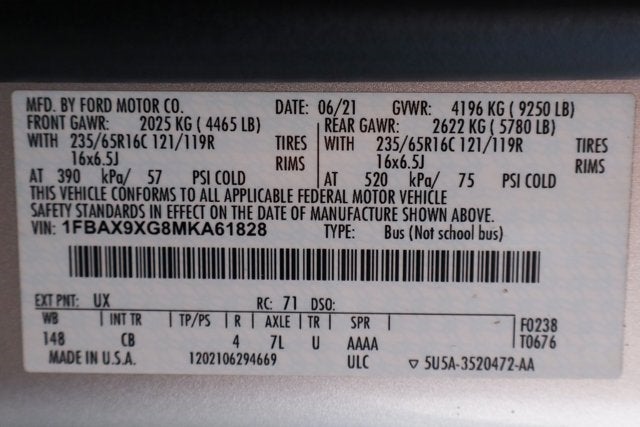 MFD. BY FORD MOTOR CO. DATE: 06/21 GVWR: 4196 KG ( 9250 LB)
FRONT GAWR: 2025 KG ( 4465 LB) REAR GAWR: 2622 KG ( 5780 LB)
WITH 235/65R16C 121/119R TIRES WITH 235/65R16C 121/119R TIRES
16x6.5J RIMS 16x6.5J RIMS
AT 390 kPa/ 57 PSI COLD AT 520 kPa/ 75 PSI COLD
THIS VEHICLE CONFORMS TO ALL APPLICABLE FEDERAL MOTOR VEHICLE
SAFETY STANDARDS IN EFFECT ON THE DATE OF MANUFACTURE SHOWN ABOVE.
VIN: 1FBAX9XG8MKA61828 TYPE: Bus (Not school bus)
EXT PNT: UX RC: 71 DSO:
WB | INT TR | TP/PS | R | AXLE | TR | SPR F0238
148 CB 4 7L U AAAA T0676
MADE IN U.S.A. 1202106294669 ULC ▽ 5U5A-3520472-AA